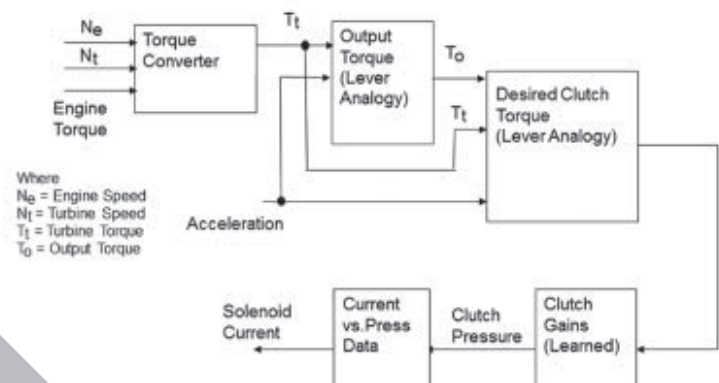 Ne
Nt
Engine
Torque
Torque
Converter
Tt
Output
Torque
(Lever
Analogy)
To
Tt
Desired Clutch
Torque
(Lever Analogy)
Acceleration
Where
Ne = Engine Speed
Nt = Turbine Speed
Tt = Turbine Torque
To = Output Torque
Solenoid
Current
Current
vs.Press
Data
Clutch
Pressure
Clutch
Gains
(Learned)